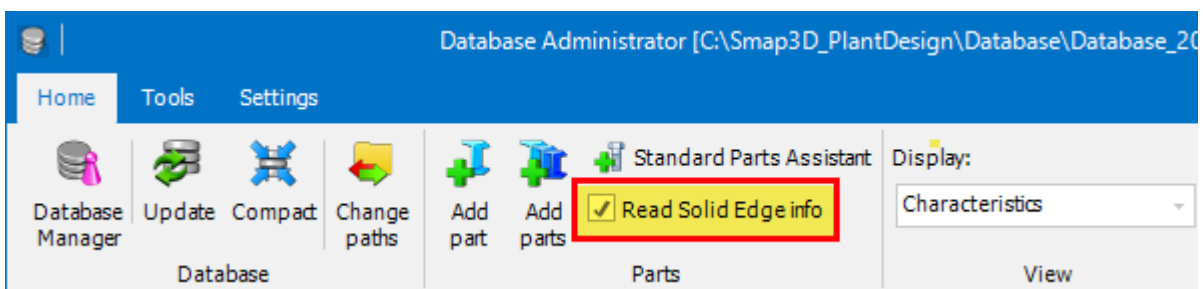 Database Administrator [C:\Smap3D_PlantDesign\Database\Database_20
Home Tools Settings
Standard Parts Assistant Display:
Read Solid Edge info Characteristics
Database Update Compact Change Add Add
Manager paths part parts
Database Parts View